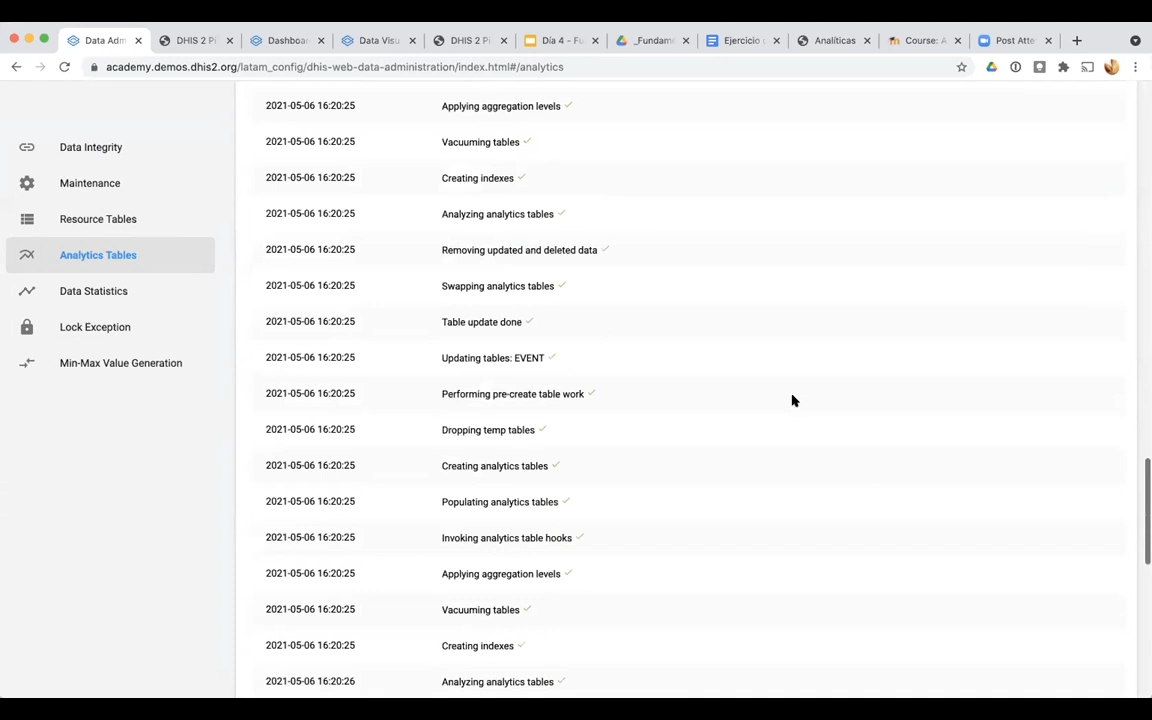 Data Adm
DHIS 2 Pi
Dashboar
Data Visu
DHIS 2 Pi
Día 4 - Fu
_Fundame
Ejercicio d
Analíticas
Course: A
Post Atte
academy.demos.dhis2.org/latam_config/dhis-web-data-administration/index.html#/analytics
Data Integrity
Maintenance
Resource Tables
Analytics Tables
Data Statistics
Lock Exception
Min-Max Value Generation
2021-05-06 16:20:25 Applying aggregation levels
2021-05-06 16:20:25 Vacuuming tables
2021-05-06 16:20:25 Creating indexes
2021-05-06 16:20:25 Analyzing analytics tables
2021-05-06 16:20:25 Removing updated and deleted data
2021-05-06 16:20:25 Swapping analytics tables
2021-05-06 16:20:25 Table update done
2021-05-06 16:20:25 Updating tables: EVENT
2021-05-06 16:20:25 Performing pre-create table work
2021-05-06 16:20:25 Dropping temp tables
2021-05-06 16:20:25 Creating analytics tables
2021-05-06 16:20:25 Populating analytics tables
2021-05-06 16:20:25 Invoking analytics table hooks
2021-05-06 16:20:25 Applying aggregation levels
2021-05-06 16:20:25 Vacuuming tables
2021-05-06 16:20:25 Creating indexes
2021-05-06 16:20:26 Analyzing analytics tables